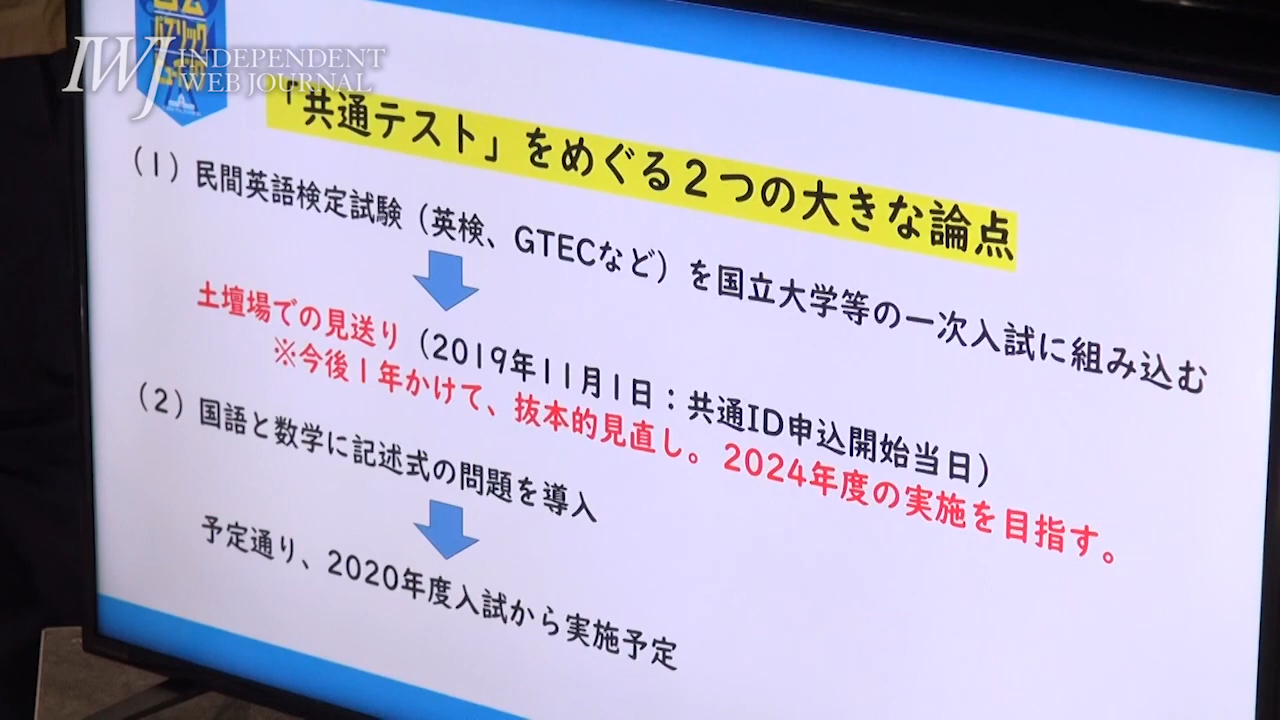 IWJ INDEPENDENT
WEB JOURNAL
パブリック
「共通テスト」をめぐる２つの大きな論点
（１）民間英語検定試験（英検、GTECなど）を国立大学等の一次入試に組み込む
土壇場での見送り（2019年11月1日：共通ID申込開始当日）
※今後１年かけて、抜本的見直し。2024年度の実施を目指す。
（２）国語と数学に記述式の問題を導入
予定通り、2020年度入試から実施予定